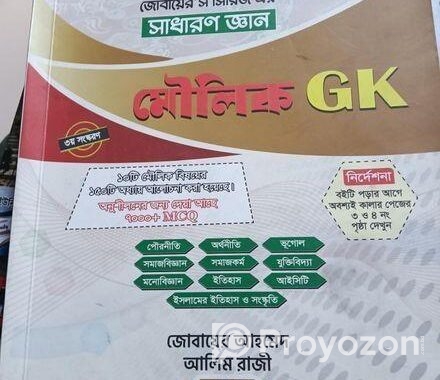 জোবায়ের'স সিরিজ এর
সাধারণ জ্ঞান
মৌলিক GK
৩য় সংস্করণ
১০টি মৌলিক বিষয়ের
১৫৩টি অধ্যায় আলোচনা করা হয়েছে।
অনুশীলনের জন্য দেয়া আছে
৭০০০+ MCQ
নির্দেশনা
বইটি পড়ার আগে
অবশ্যই কালার পেজের
৩ ও ৪ নং
পৃষ্ঠা দেখুন
পৌরনীতি
অর্থনীতি
ভূগোল
সমাজবিজ্ঞান
সমাজকর্ম
যুক্তিবিদ্যা
মনোবিজ্ঞান
ইতিহাস
আইসিটি
ইসলামের ইতিহাস ও সংস্কৃতি
জোবায়ের আহমেদ
আলিম রাজী
Proyozon